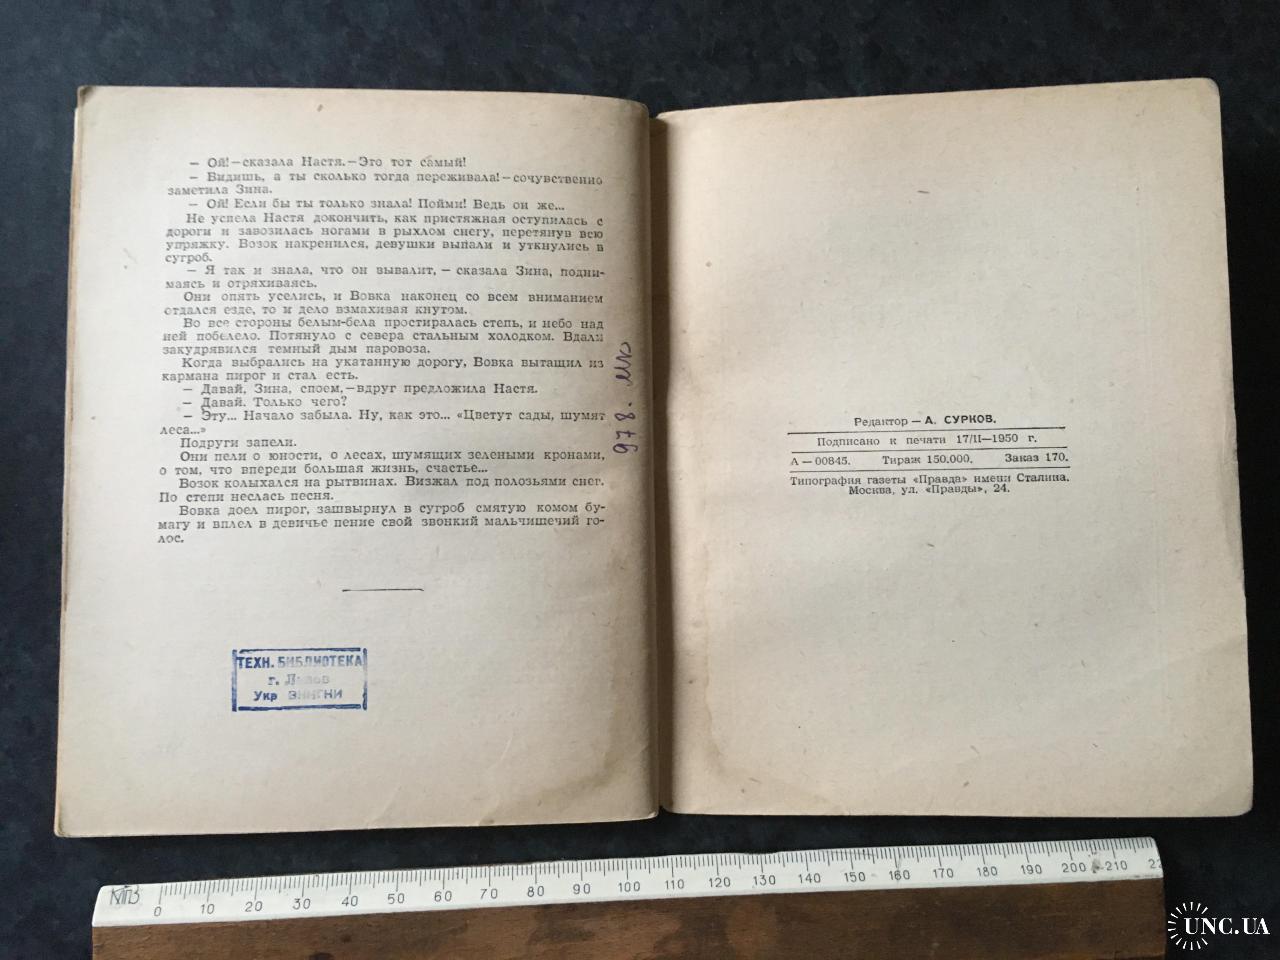 — Ой! — сказала Настя. — Это тот самый!
— Видишь, а ты сколько тогда переживала! — сочувственно
заметила Зина.
— Ой! Если бы ты только знала! Пойми! Ведь он же...
Не успела Настя докончить, как пристяжная оступилась с
дороги и завозилась ногами в рыхлом снегу, перетянув всю
упряжку. Возок накренился, девушки выпали и уткнулись в
сугроб.
— Я так и знала, что он вывалит, — сказала Зина, подни-
маясь и отряхиваясь.
Они опять уселись, и Вовка наконец со всем вниманием
отдался езде, то и дело взмахивая кнутом.
Во все стороны белым-бела простиралась степь, и небо над
ней побелело. Потянуло с севера стальным холодком. Вдали
закудрявился темный дым паровоза.
Когда выбрались на укатанную дорогу, Вовка вытащил из
кармана пирог и стал есть.
— Давай, Зина, споем, — вдруг предложила Настя.
— Давай. Только чего?
— Эту... Начало забыла. Ну, как это... «Цветут сады, шумят
леса...»
Подруги запели.
Они пели о юности, о лесах, шумящих зелеными кронами,
о том, что впереди большая жизнь, счастье...
Возок колыхался на рытвинах. Визжал под полозьями снег.
По степи неслась песня.
Вовка доел пирог, зашвырнул в сугроб смятую комом бу-
магу и вплел в девичье пение свой звонкий мальчишечий го-
лос.
876
ТЕХН. БИБЛИОТЕКА
г. Львов
Укр ВНИГНИ
Редактор — А. СУРКОВ.
Подписано к печати 17/II—1950 г.
А — 00845. Тираж 150.000. Заказ 170.
Типография газеты «Правда» имени Сталина.
Москва, ул. «Правды», 24.
0 10 20 30 40 50 60 70 80 90 100 110 120 130 140 150 160 170 180 190 200 210
UNC.UA